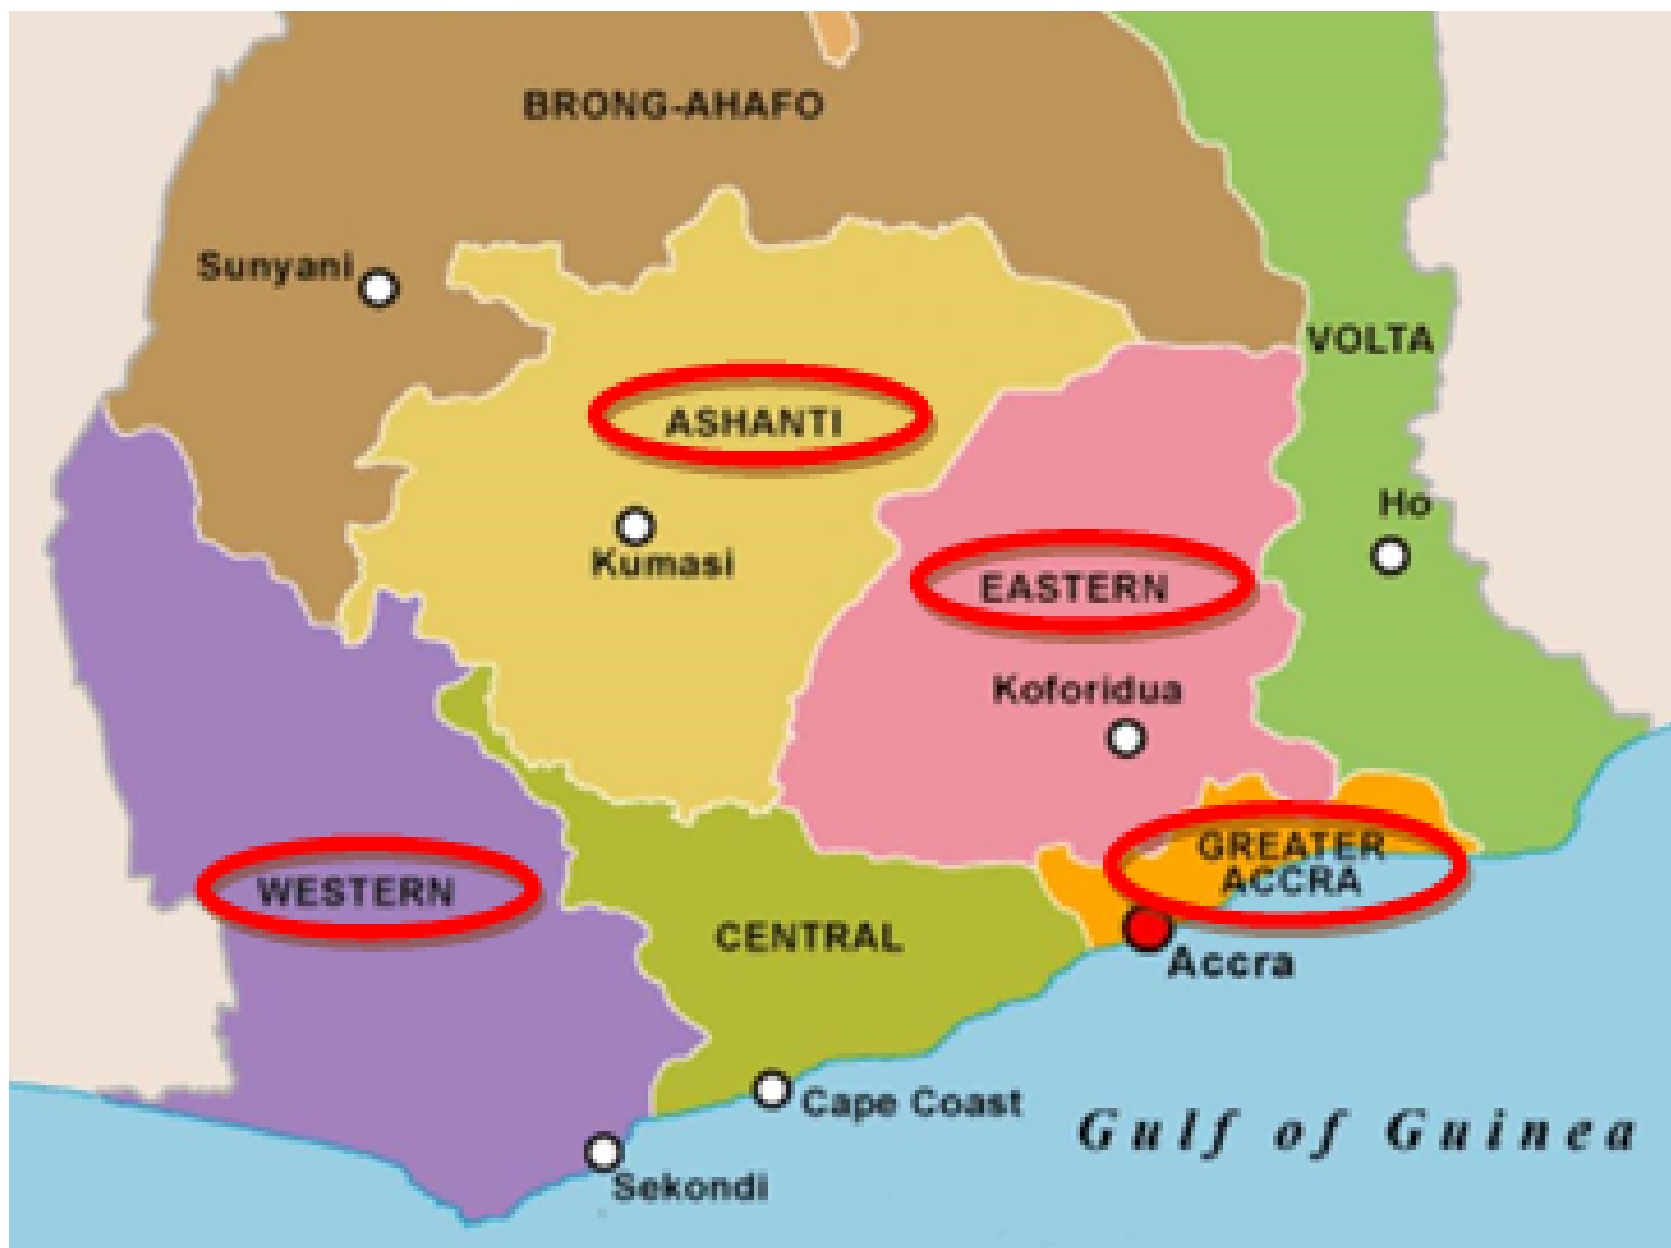 BRONG-AHAFO
Sunyani
VOLTA
ASHANTI
Ho
Kumasi
EASTERN
Koforidua
GREATER
ACCRA
WESTERN
CENTRAL
Accra
Cape Coast
Gulf of Guinea
Sekondi